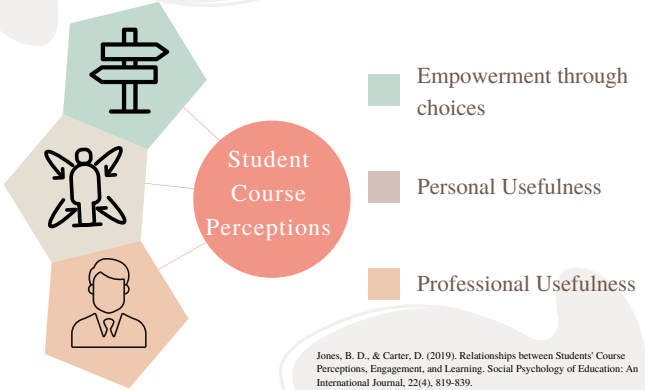 Student
Course
Perceptions
Empowerment through
choices
Personal Usefulness
Professional Usefulness
Jones, B. D., & Carter, D. (2019). Relationships between Students' Course
Perceptions, Engagement, and Learning. Social Psychology of Education: An
International Journal, 22(4), 819-839.